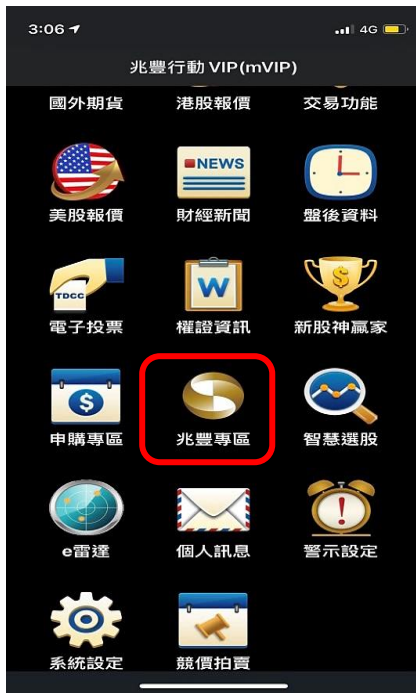 3:06
4G
兆豐行動 VIP(mVIP)
國外期貨 港股報價 交易功能
NEWS
美股報價 財經新聞 盤後資料
TDCC
W
$
電子投票 權證資訊 新股神贏家
$
申購專區 兆豐專區 智慧選股
!
e雷達 個人訊息 警示設定
系統設定 競價拍賣